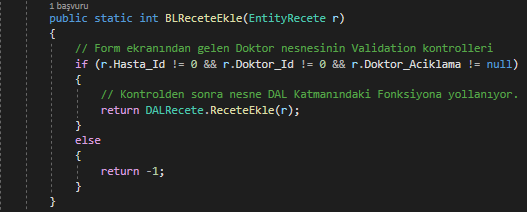 1 başvuru
public static int BLReceteEkle(EntityRecete r)
{
// Form ekranından gelen Doktor nesnesinin Validation kontrolleri
if (r.Hasta_Id != 0 && r.Doktor_Id != 0 && r.Doktor_Aciklama != null)
{
// Kontrolden sonra nesne DAL Katmanındaki Fonksiyona yollanıyor.
return DALRecete.ReceteEkle(r);
}
else
{
return -1;
}
}